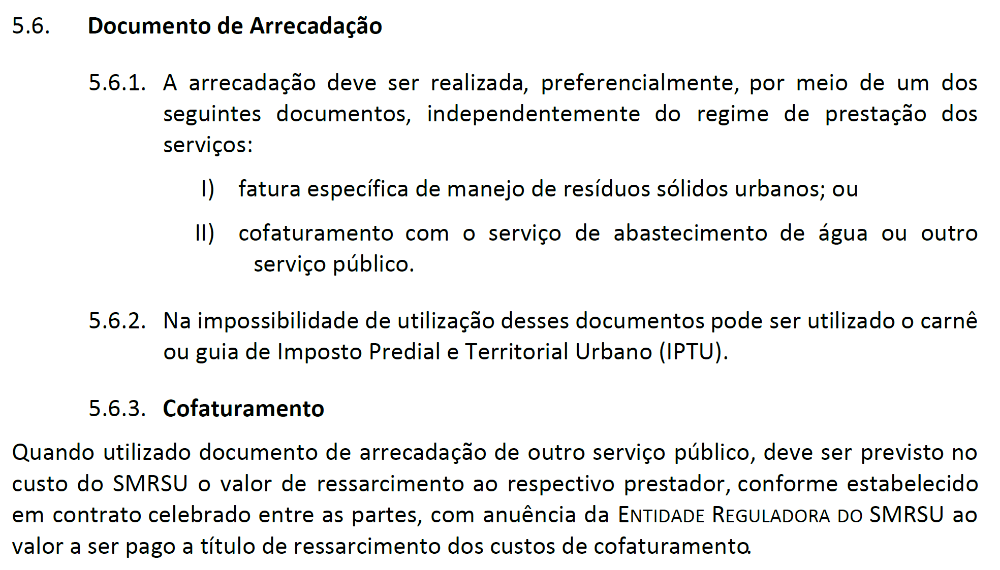 5.6. Documento de Arrecadação
5.6.1. A arrecadação deve ser realizada, preferencialmente, por meio de um dos
seguintes documentos, independentemente do regime de prestação dos
serviços:
I) fatura específica de manejo de resíduos sólidos urbanos; ou
II) cofaturamento com o serviço de abastecimento de água ou outro
serviço público.
5.6.2. Na impossibilidade de utilização desses documentos pode ser utilizado o carnê
ou guia de Imposto Predial e Territorial Urbano (IPTU).
5.6.3. Cofaturamento
Quando utilizado documento de arrecadação de outro serviço público, deve ser previsto no
custo do SMRSU o valor de ressarcimento ao respectivo prestador, conforme estabelecido
em contrato celebrado entre as partes, com anuência da ENTIDADE REGULADORA DO SMRSU ao
valor a ser pago a título de ressarcimento dos custos de cofaturamento.